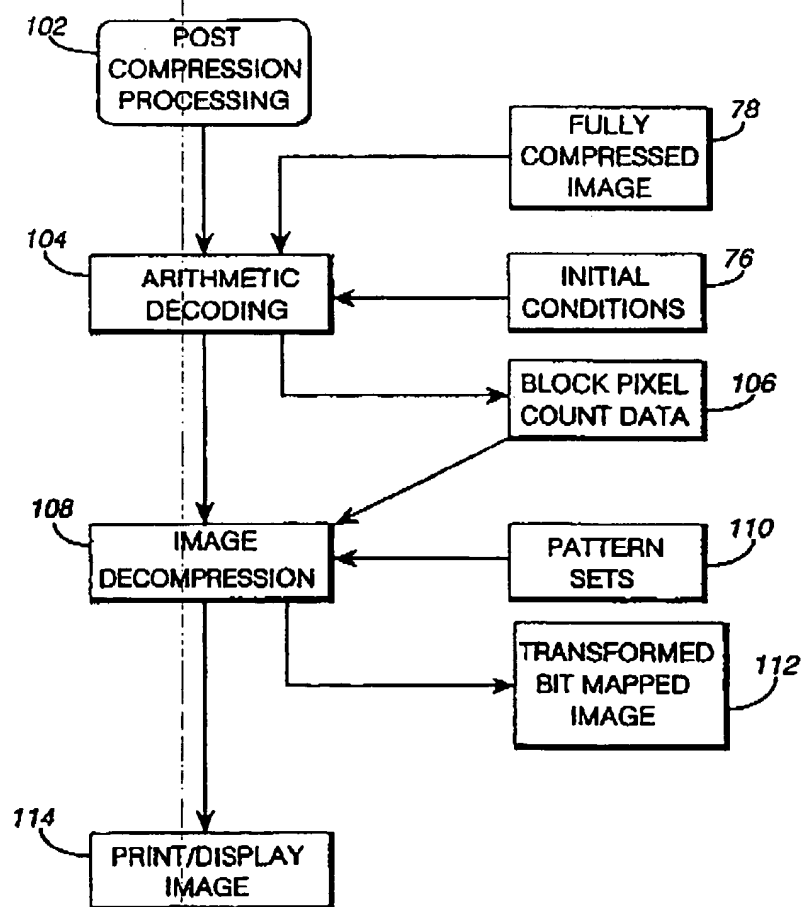 102
POST
COMPRESSION
PROCESSING
78
FULLY
COMPRESSED
IMAGE
104
ARITHMETIC
DECODING
76
INITIAL
CONDITIONS
106
BLOCK PIXEL
COUNT DATA
108
IMAGE
DECOMPRESSION
110
PATTERN
SETS
112
TRANSFORMED
BIT MAPPED
IMAGE
114
PRINT/DISPLAY
IMAGE